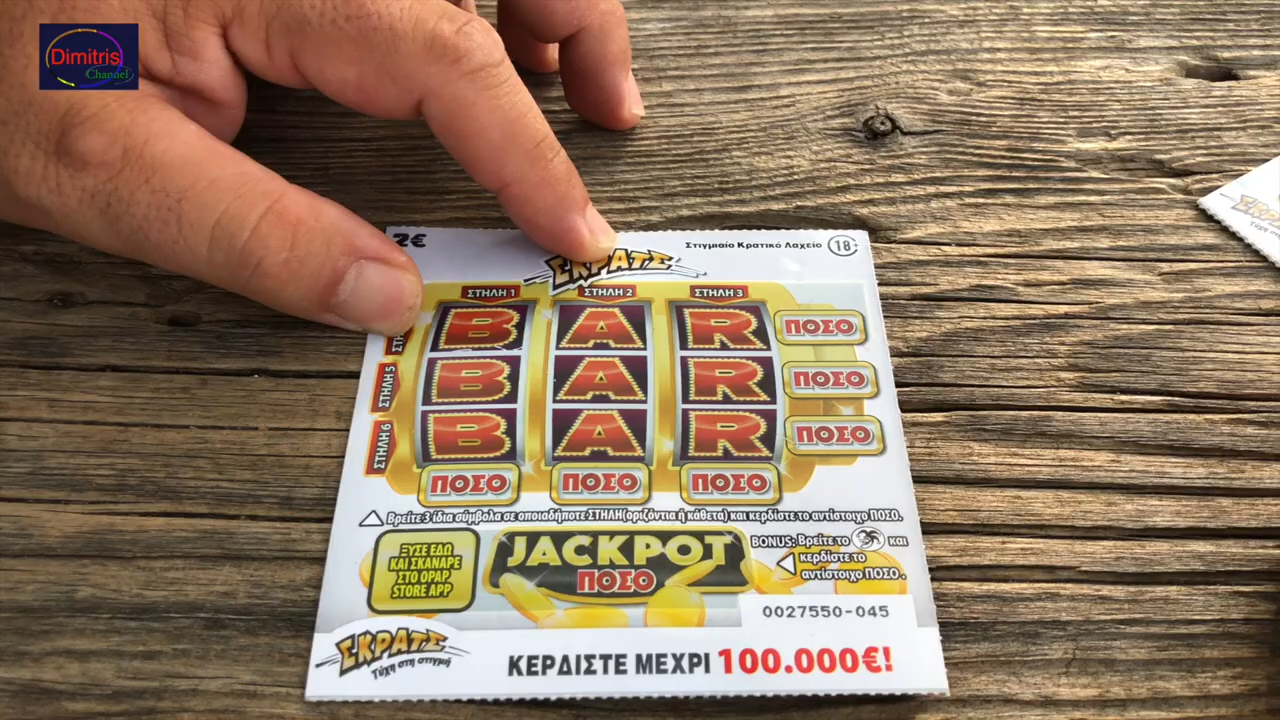 Dimitris
Channel
2€
Στιγμιαίο Κρατικό Λαχείο 18
ΣΚΡΑΤΣ
ΣΤΗΛΗ 1 ΣΤΗΛΗ 2 ΣΤΗΛΗ 3
B A R ΠΟΣΟ
ΣΤΗΛΗ 5
B A R ΠΟΣΟ
ΣΤΗΛΗ 6
B A R ΠΟΣΟ
ΠΟΣΟ ΠΟΣΟ ΠΟΣΟ
Βρείτε 3 ίδια σύμβολα σε οποιαδήποτε ΣΤΗΛΗ(οριζόντια ή κάθετα) και κερδίστε το αντίστοιχο ΠΟΣΟ.
ΞΥΣΕ ΕΔΩ
ΚΑΙ ΣΚΑΝΑΡΕ
ΣΤΟ OPAP
STORE APP
JACKPOT
ΠΟΣΟ
BONUS: Βρείτε το και
κερδίστε το
αντίστοιχο ΠΟΣΟ.
0027550-045
ΣΚΡΑΤΣ
Τύχη στη στιγμή
ΚΕΡΔΙΣΤΕ ΜΕΧΡΙ 100.000€!